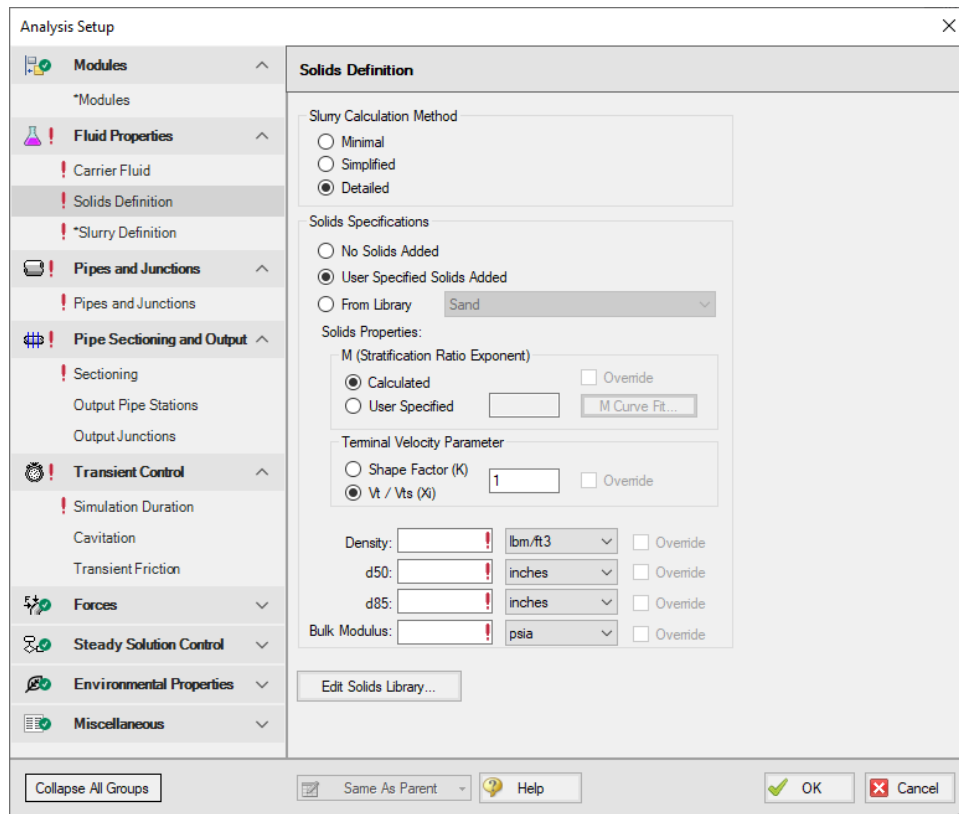 Analysis Setup
Modules
*Modules
Fluid Properties
Carrier Fluid
Solids Definition
*Slurry Definition
Pipes and Junctions
Pipes and Junctions
Pipe Sectioning and Output
Sectioning
Output Pipe Stations
Output Junctions
Transient Control
Simulation Duration
Cavitation
Transient Friction
Forces
Steady Solution Control
Environmental Properties
Miscellaneous
Solids Definition
Slurry Calculation Method
Minimal
Simplified
Detailed
Solids Specifications
No Solids Added
User Specified Solids Added
From Library Sand
Solids Properties:
M (Stratification Ratio Exponent)
Calculated Override
User Specified M Curve Fit...
Terminal Velocity Parameter
Shape Factor (K)
1 Override
Vt / Vts (Xi)
Density: lbm/ft3 Override
d50: inches Override
d85: inches Override
Bulk Modulus: psia Override
Edit Solids Library...
Collapse All Groups Same As Parent Help OK Cancel